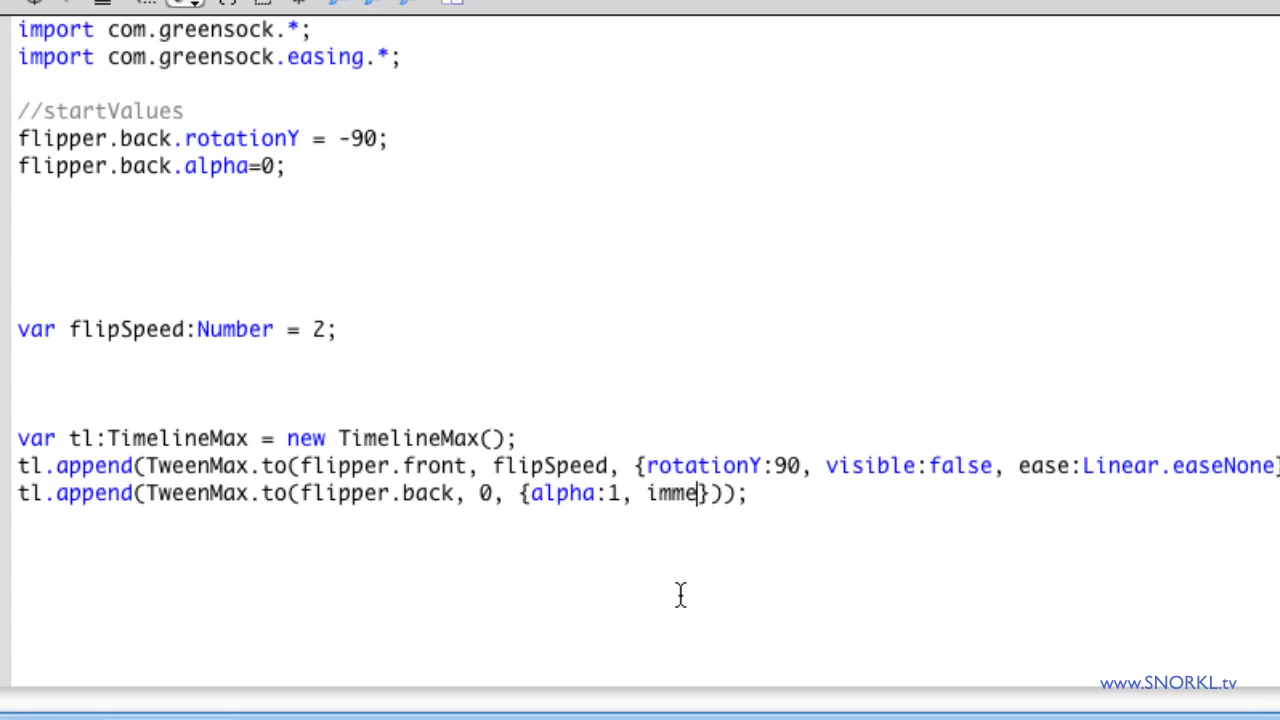 import com.greensock.*;
import com.greensock.easing.*;
//startValues
flipper.back.rotationY = -90;
flipper.back.alpha=0;
var flipSpeed:Number = 2;
var tl:TimelineMax = new TimelineMax();
tl.append(TweenMax.to(flipper.front, flipSpeed, {rotationY:90, visible:false, ease:Linear.easeNone}
tl.append(TweenMax.to(flipper.back, 0, {alpha:1, imme}));
www.SNORKL.tv